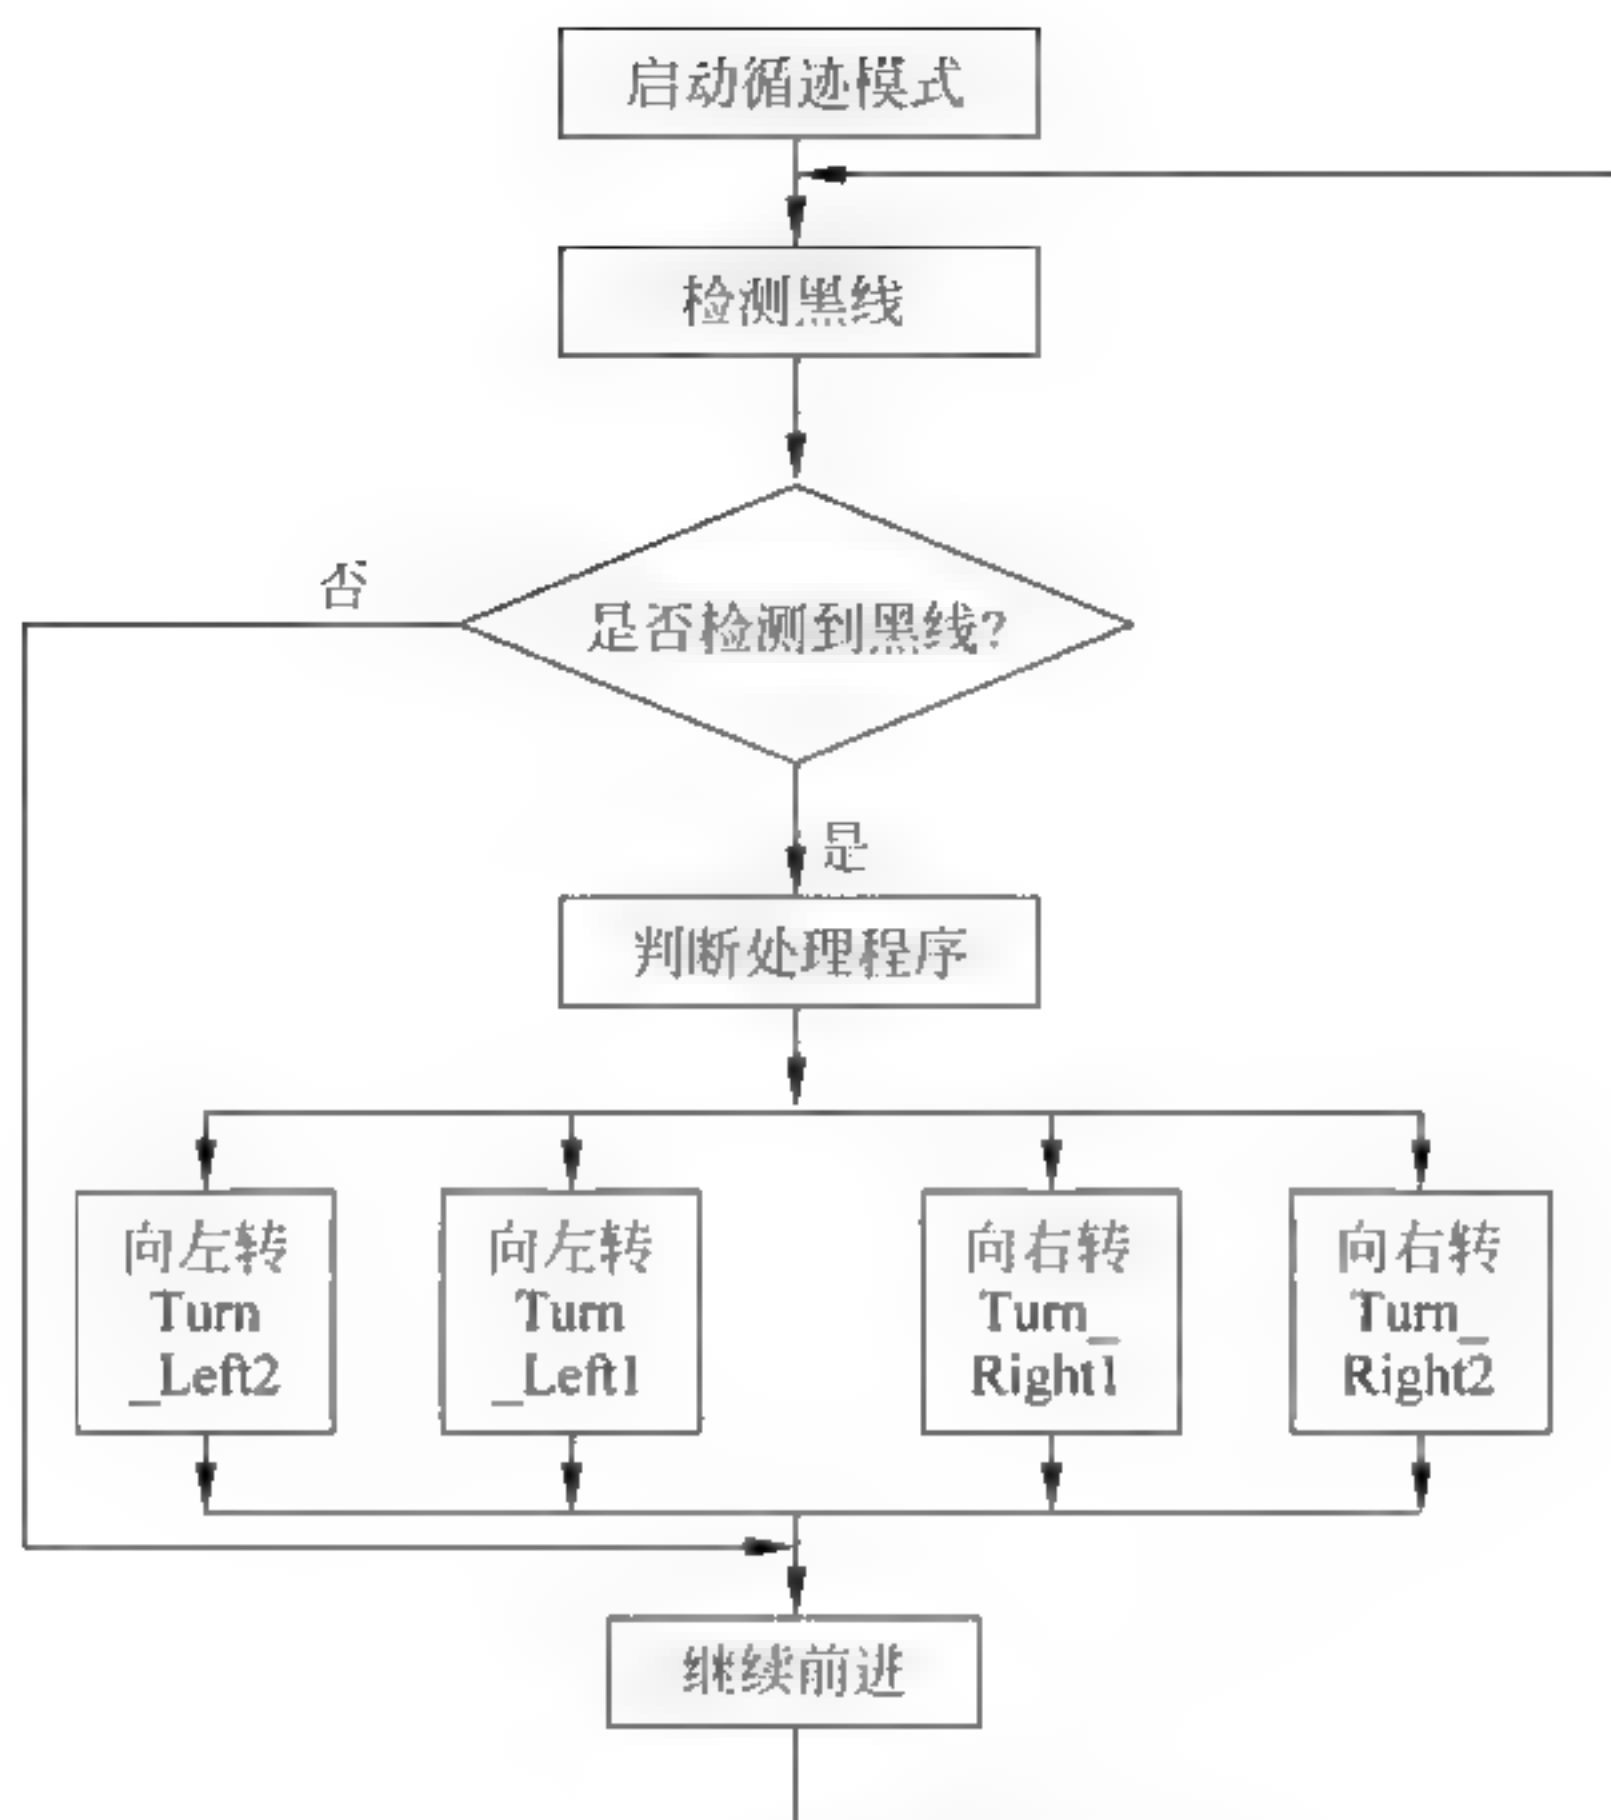 启动循迹模式
检测黑线
否
是否检测到黑线?
是
判断处理程序
向左转
Turn
_Left2
向左转
Turn
_Left1
向右转
Turn_
Right1
向右转
Turn_
Right2
继续前进